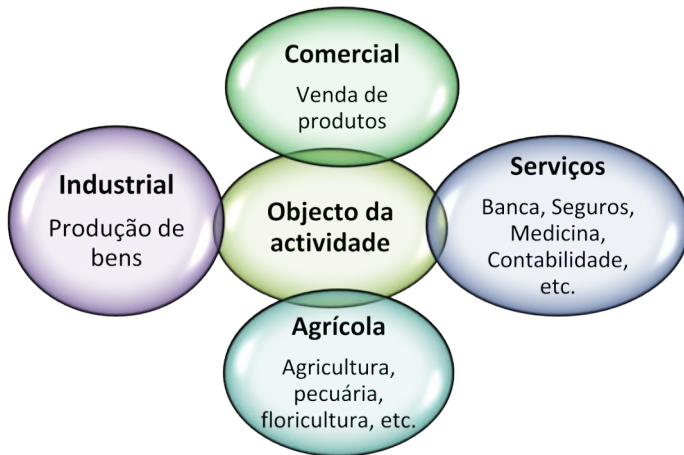 Comercial
Venda de
produtos
Industrial
Produção de
bens
Objecto da
actividade
Serviços
Banca, Seguros,
Medicina,
Contabilidade,
etc.
Agrícola
Agricultura,
pecuária,
floricultura, etc.